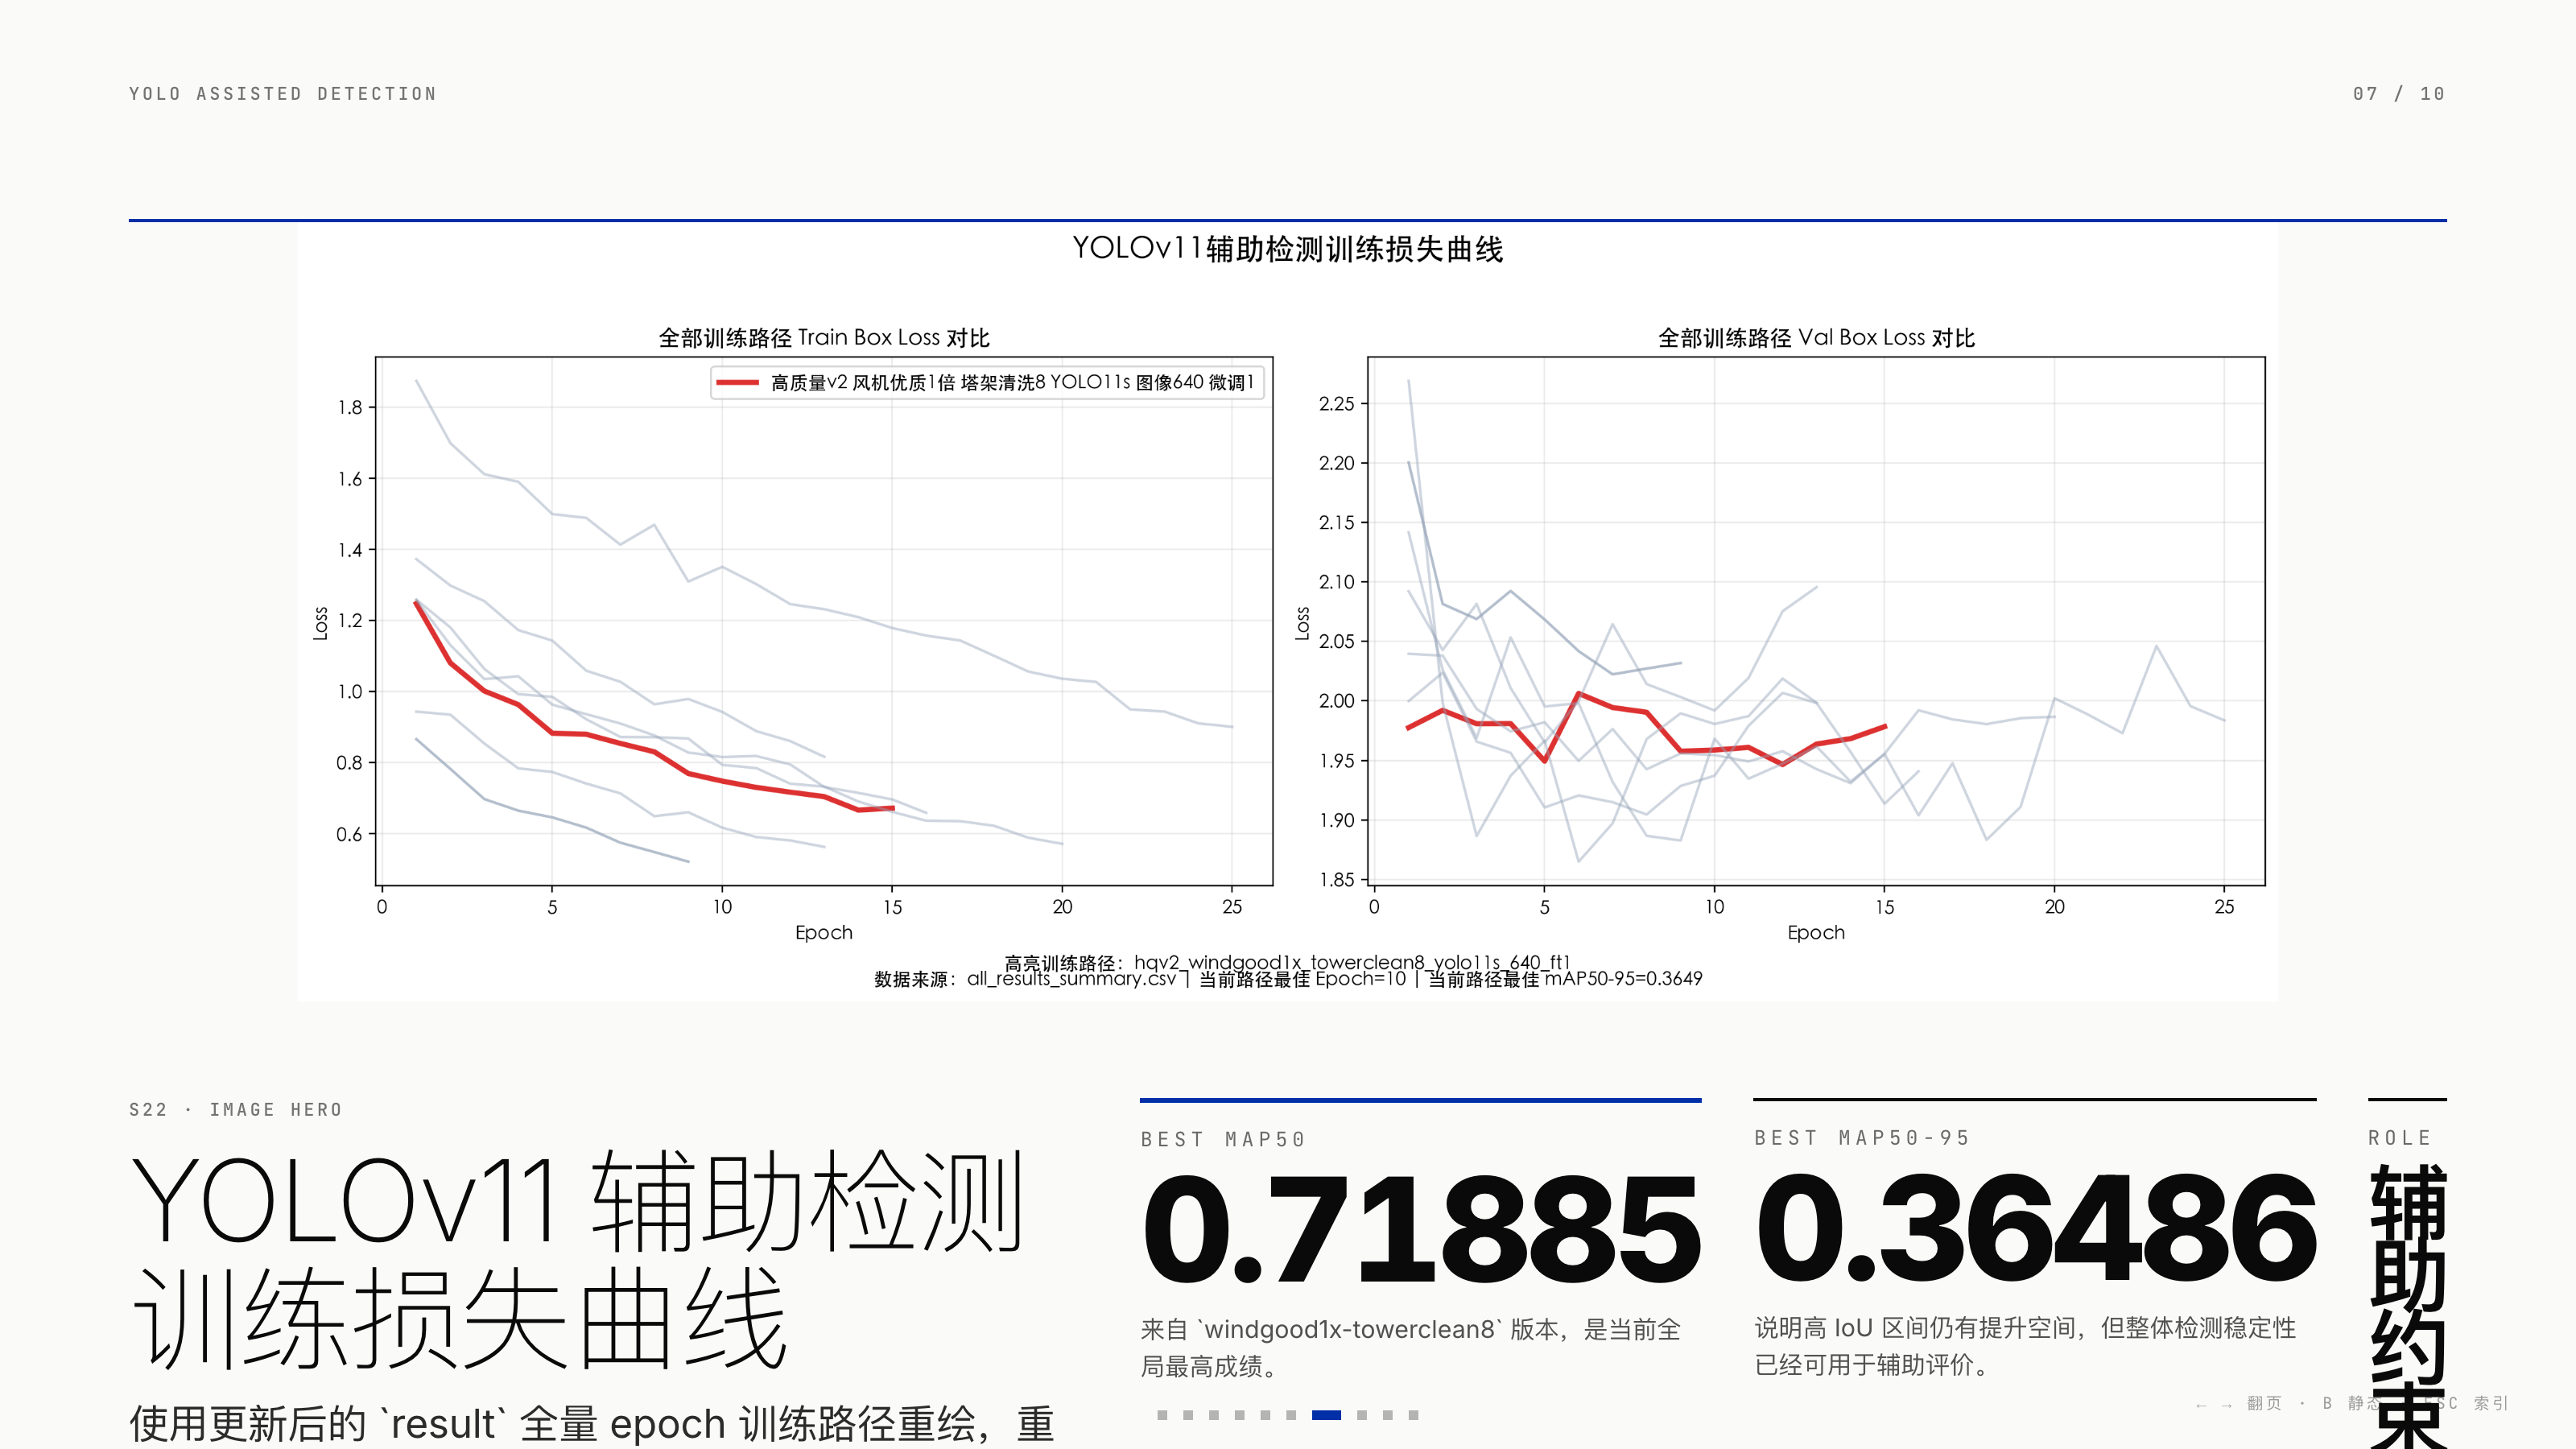 YOLO ASSISTED DETECTION
07 / 10
YOLOv11辅助检测训练损失曲线
全部训练路径 Train Box Loss 对比
高质量v2 风机优质1倍 塔架清洗8 YOLO11s 图像640 微调1
1.8
1.6
1.4
1.2
1.0
0.8
0.6
Loss
0 5 10 15 20 25
Epoch
全部训练路径 Val Box Loss 对比
2.25
2.20
2.15
2.10
2.05
2.00
1.95
1.90
1.85
Loss
0 5 10 15 20 25
Epoch
高亮训练路径：hqv2_windgood1x_towerclean8_yolo11s_640_ft1
数据来源：all_results_summary.csv | 当前路径最佳 Epoch=10 | 当前路径最佳 mAP50-95=0.3649
S22 · IMAGE HERO
YOLOv11 辅助检测
训练损失曲线
使用更新后的 `result` 全量 epoch 训练路径重绘，重
BEST MAP50
0.71885
来自 `windgood1x-towerclean8` 版本，是当前全
局最高成绩。
BEST MAP50-95
0.36486
说明高 IoU 区间仍有提升空间，但整体检测稳定性
已经可用于辅助评价。
ROLE
辅
助
约
束
← → 翻页 · B 静态 ESC 索引